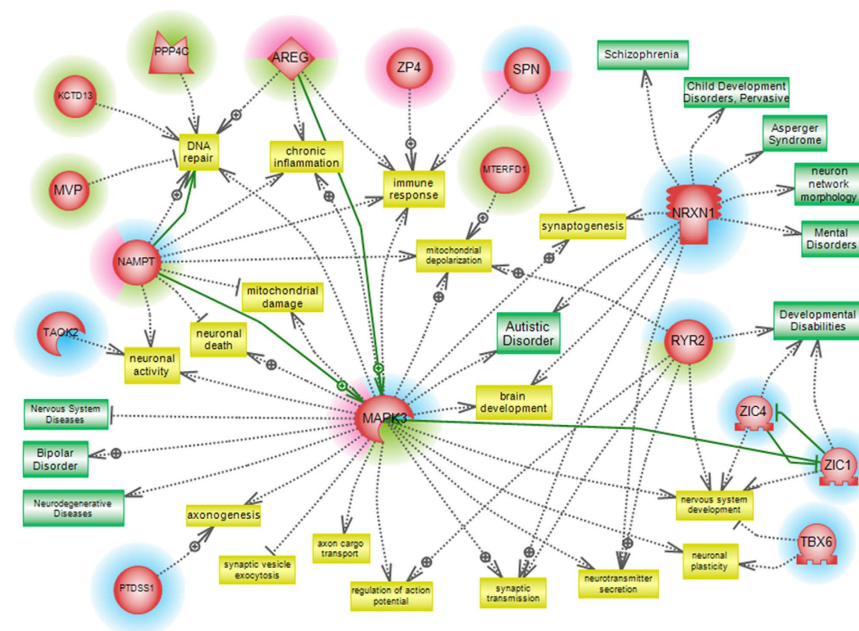 PPP4C
AREG
ZP4
SPN
Schizophrenia
Child Development
Disorders, Pervasive
KCTD13
DNA
repair
chronic
inflammation
Asperger
Syndrome
MVP
immune
response
MTERFD1
neuron
network
morphology
NRXN1
synaptogenesis
Mental
Disorders
NAMPT
mitochondrial
depolarization
mitochondrial
damage
TAOK2
neuronal
death
neuronal
activity
Autistic
Disorder
RYR2
Developmental
Disabilities
brain
development
Nervous System
Diseases
MAPK3
ZIC4
Bipolar
Disorder
ZIC1
Neurodegenerative
Diseases
axonogenesis
nervous system
development
axon cargo
transport
TBX6
synaptic vesicle
exocytosis
neuronal
plasticity
PTDSS1
regulation of action
potential
synaptic
transmission
neurotransmitter
secretion